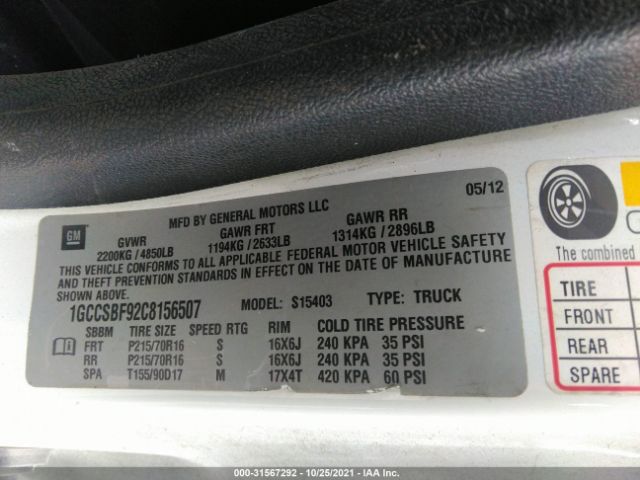 MFD BY GENERAL MOTORS LLC 05/12
GM
GVWR GAWR FRT GAWR RR
2200KG / 4850LB 1194KG / 2633LB 1314KG / 2896LB
THIS VEHICLE CONFORMS TO ALL APPLICABLE FEDERAL MOTOR VEHICLE SAFETY
AND THEFT PREVENTION STANDARDS IN EFFECT ON THE DATE OF MANUFACTURE
SHOWN ABOVE.
1GCCSBF92C8156507 MODEL: S15403 TYPE: TRUCK
SBBM TIRE SIZE SPEED RTG RIM COLD TIRE PRESSURE
FRT P215/70R16 S 16X6J 240 KPA 35 PSI
RR P215/70R16 S 16X6J 240 KPA 35 PSI
SPA T155/90D17 M 17X4T 420 KPA 60 PSI
The combined
TIRE
FRONT
REAR
SPARE
000-31567292 - 10/25/2021 - IAA Inc.